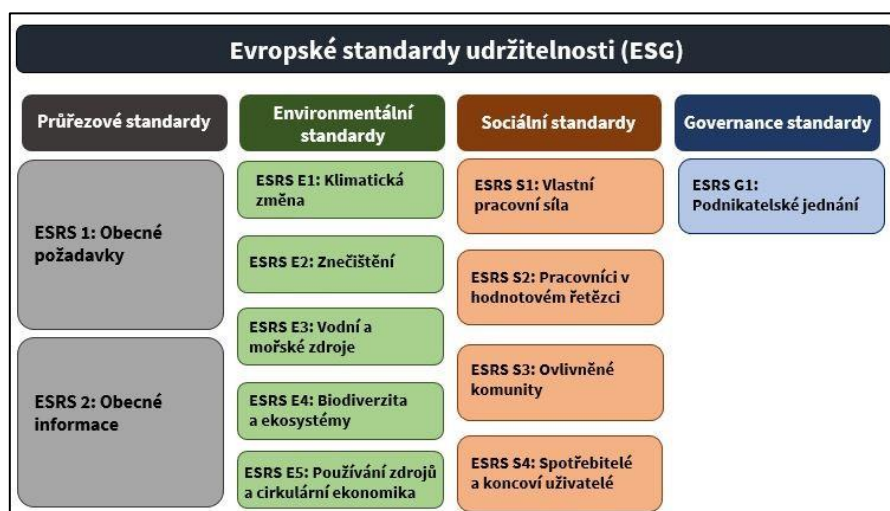 Evropské standardy udržitelnosti (ESG)
Průřezové standardy
ESRS 1: Obecné
požadavky
ESRS 2: Obecné
informace
Environmentální
standardy
ESRS E1: Klimatická
změna
ESRS E2: Znečištění
ESRS E3: Vodní a
mořské zdroje
ESRS E4: Biodiverzita
a ekosystémy
ESRS E5: Používání zdrojů
a cirkulární ekonomika
Sociální standardy
ESRS S1: Vlastní
pracovní síla
ESRS S2: Pracovníci v
hodnotovém řetězci
ESRS S3: Ovlivněné
komunity
ESRS S4: Spotřebitelé
a koncoví uživatelé
Governance standardy
ESRS G1:
Podnikatelské jednání